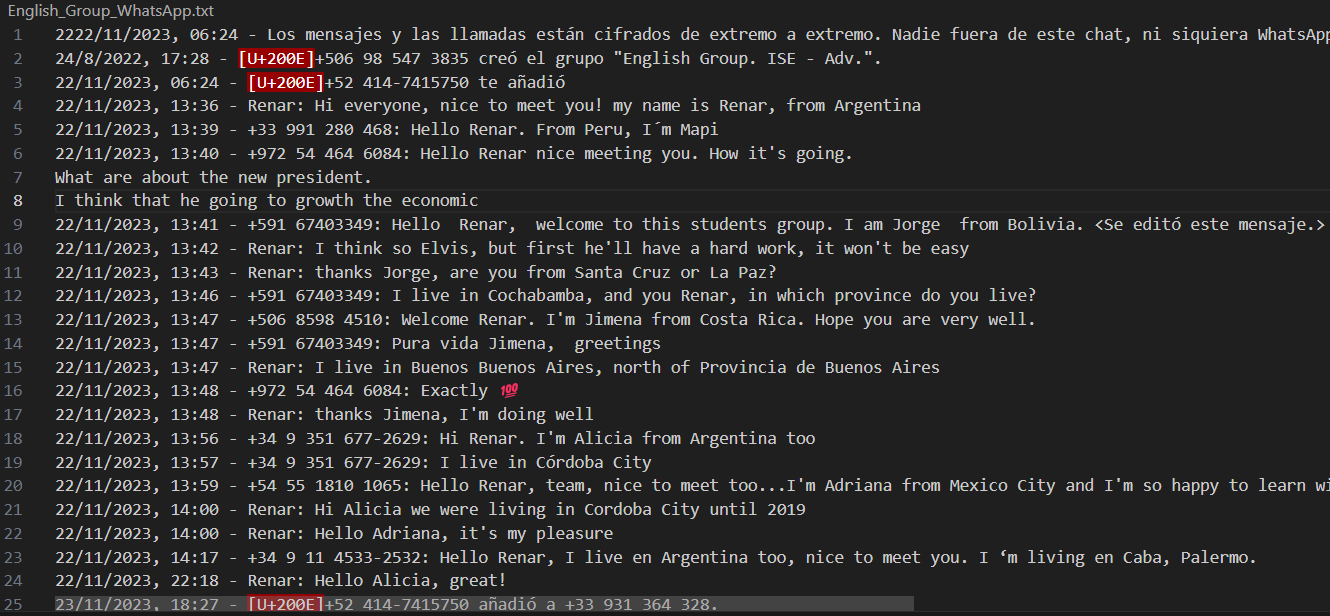 English_Group_WhatsApp.txt
1 2222/11/2023, 06:24 - Los mensajes y las llamadas están cifrados de extremo a extremo. Nadie fuera de este chat, ni siquiera WhatsApp
2 24/8/2022, 17:28 - [U+200E]+506 98 547 3835 creó el grupo "English Group. ISE - Adv.".
3 22/11/2023, 06:24 - [U+200E]+52 414-7415750 te añadió
4 22/11/2023, 13:36 - Renar: Hi everyone, nice to meet you! my name is Renar, from Argentina
5 22/11/2023, 13:39 - +33 991 280 468: Hello Renar. From Peru, I´m Mapi
6 22/11/2023, 13:40 - +972 54 464 6084: Hello Renar nice meeting you. How it's going.
7 What are about the new president.
8 I think that he going to growth the economic
9 22/11/2023, 13:41 - +591 67403349: Hello  Renar,  welcome to this students group. I am Jorge  from Bolivia. <Se editó este mensaje.>
10 22/11/2023, 13:42 - Renar: I think so Elvis, but first he'll have a hard work, it won't be easy
11 22/11/2023, 13:43 - Renar: thanks Jorge, are you from Santa Cruz or La Paz?
12 22/11/2023, 13:46 - +591 67403349: I live in Cochabamba, and you Renar, in which province do you live?
13 22/11/2023, 13:47 - +506 8598 4510: Welcome Renar. I'm Jimena from Costa Rica. Hope you are very well.
14 22/11/2023, 13:47 - +591 67403349: Pura vida Jimena,  greetings
15 22/11/2023, 13:47 - Renar: I live in Buenos Buenos Aires, north of Provincia de Buenos Aires
16 22/11/2023, 13:48 - +972 54 464 6084: Exactly 💯
17 22/11/2023, 13:48 - Renar: thanks Jimena, I'm doing well
18 22/11/2023, 13:56 - +34 9 351 677-2629: Hi Renar. I'm Alicia from Argentina too
19 22/11/2023, 13:57 - +34 9 351 677-2629: I live in Córdoba City
20 22/11/2023, 13:59 - +54 55 1810 1065: Hello Renar, team, nice to meet too...I'm Adriana from Mexico City and I'm so happy to learn wi
21 22/11/2023, 14:00 - Renar: Hi Alicia we were living in Cordoba City until 2019
22 22/11/2023, 14:00 - Renar: Hello Adriana, it's my pleasure
23 22/11/2023, 14:17 - +34 9 11 4533-2532: Hello Renar, I live en Argentina too, nice to meet you. I ‘m living en Caba, Palermo.
24 22/11/2023, 22:18 - Renar: Hello Alicia, great!
25 23/11/2023, 18:27 - [U+200E]+52 414-7415750 añadió a +33 931 364 328.